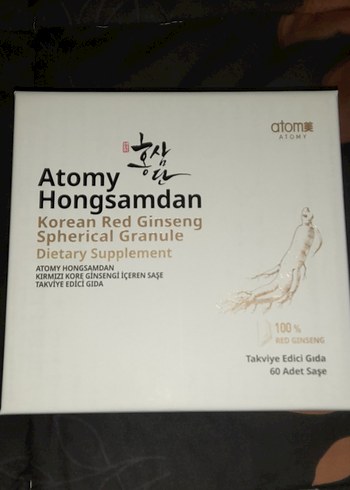 atom美
ATOMY
홍삼단
Atomy
Hongsamdan
Korean Red Ginseng
Spherical Granule
Dietary Supplement
ATOMY HONGSAMDAN
KIRMIZI KORE GİNSENGİ İÇEREN SAŞE
TAKVİYE EDİCİ GIDA
100 %
RED GINSENG
Takviye Edici Gıda
60 Adet Saşe